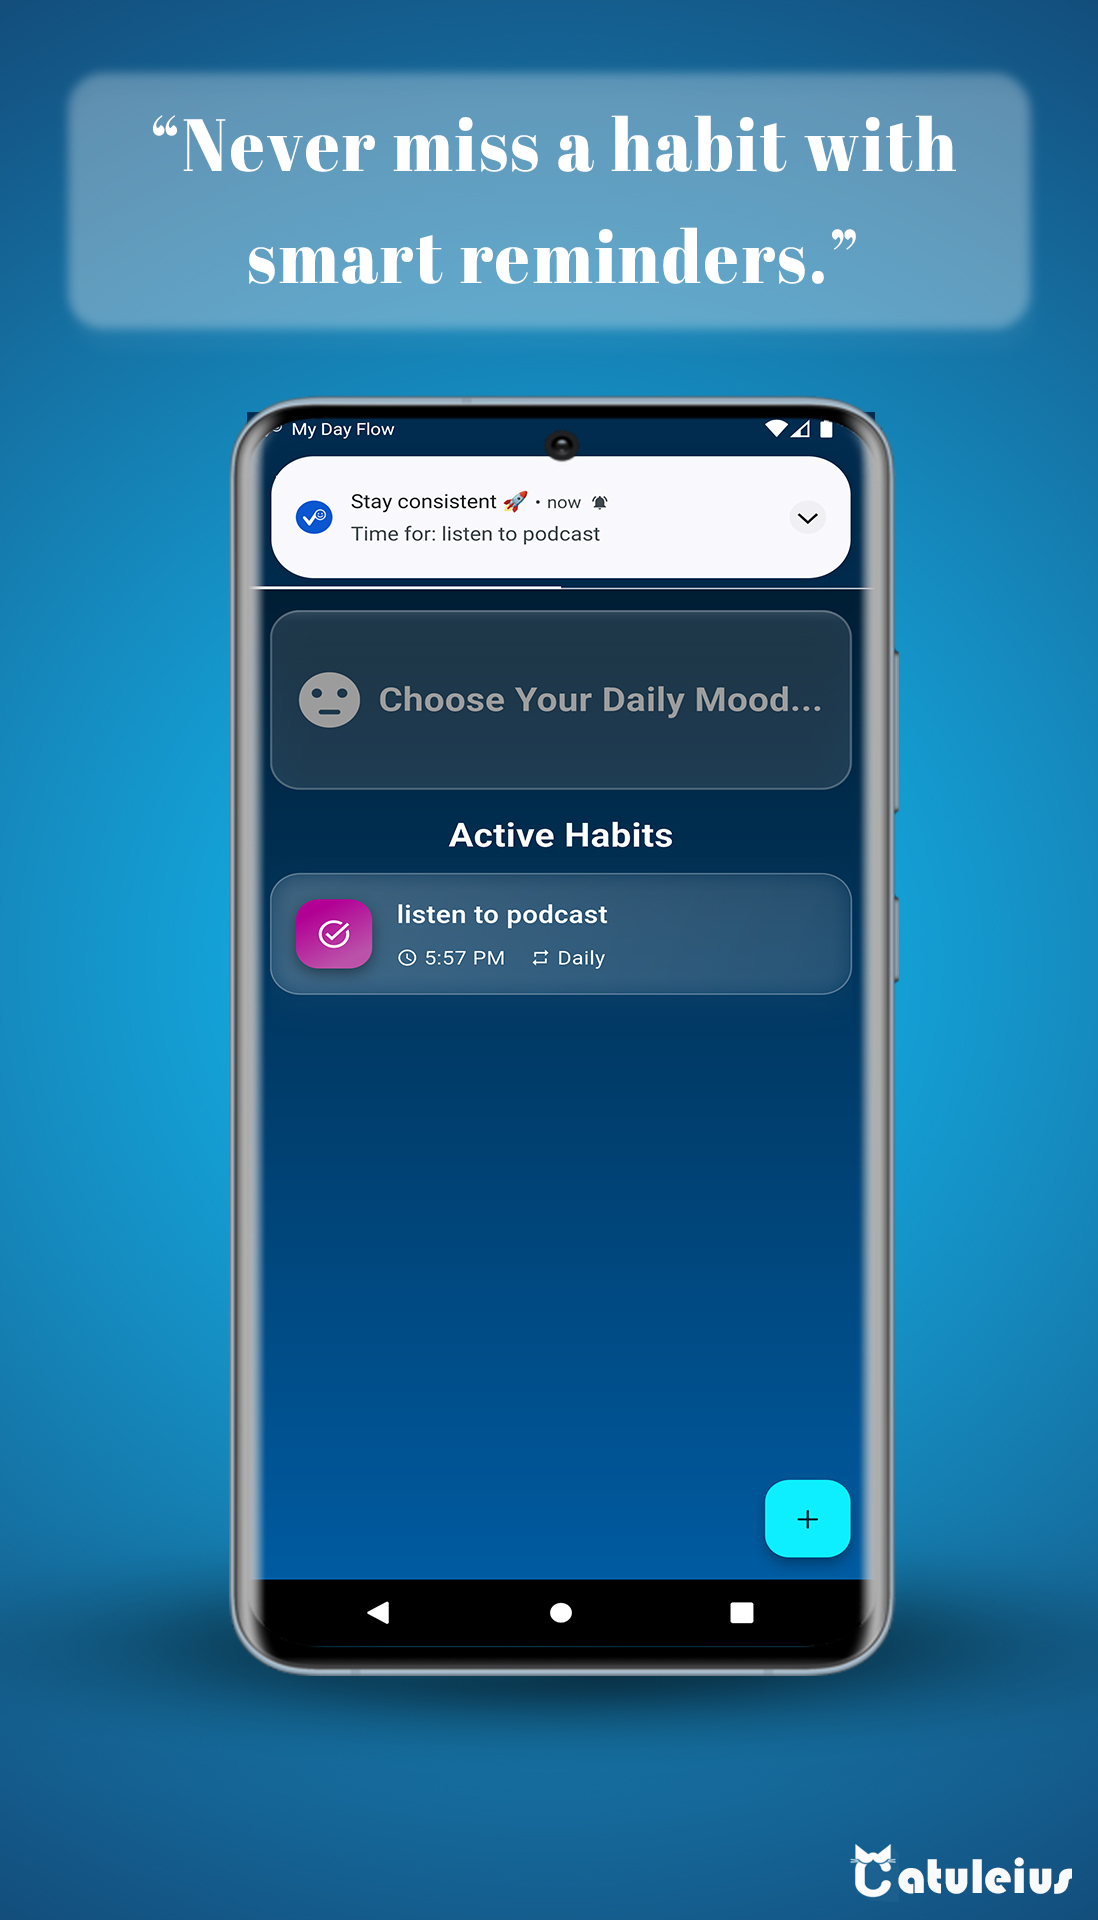 “Never miss a habit with
smart reminders.”
My Day Flow
Stay consistent 🚀 • now
Time for: listen to podcast
Choose Your Daily Mood...
Active Habits
listen to podcast
5:57 PM Daily
Catuleius